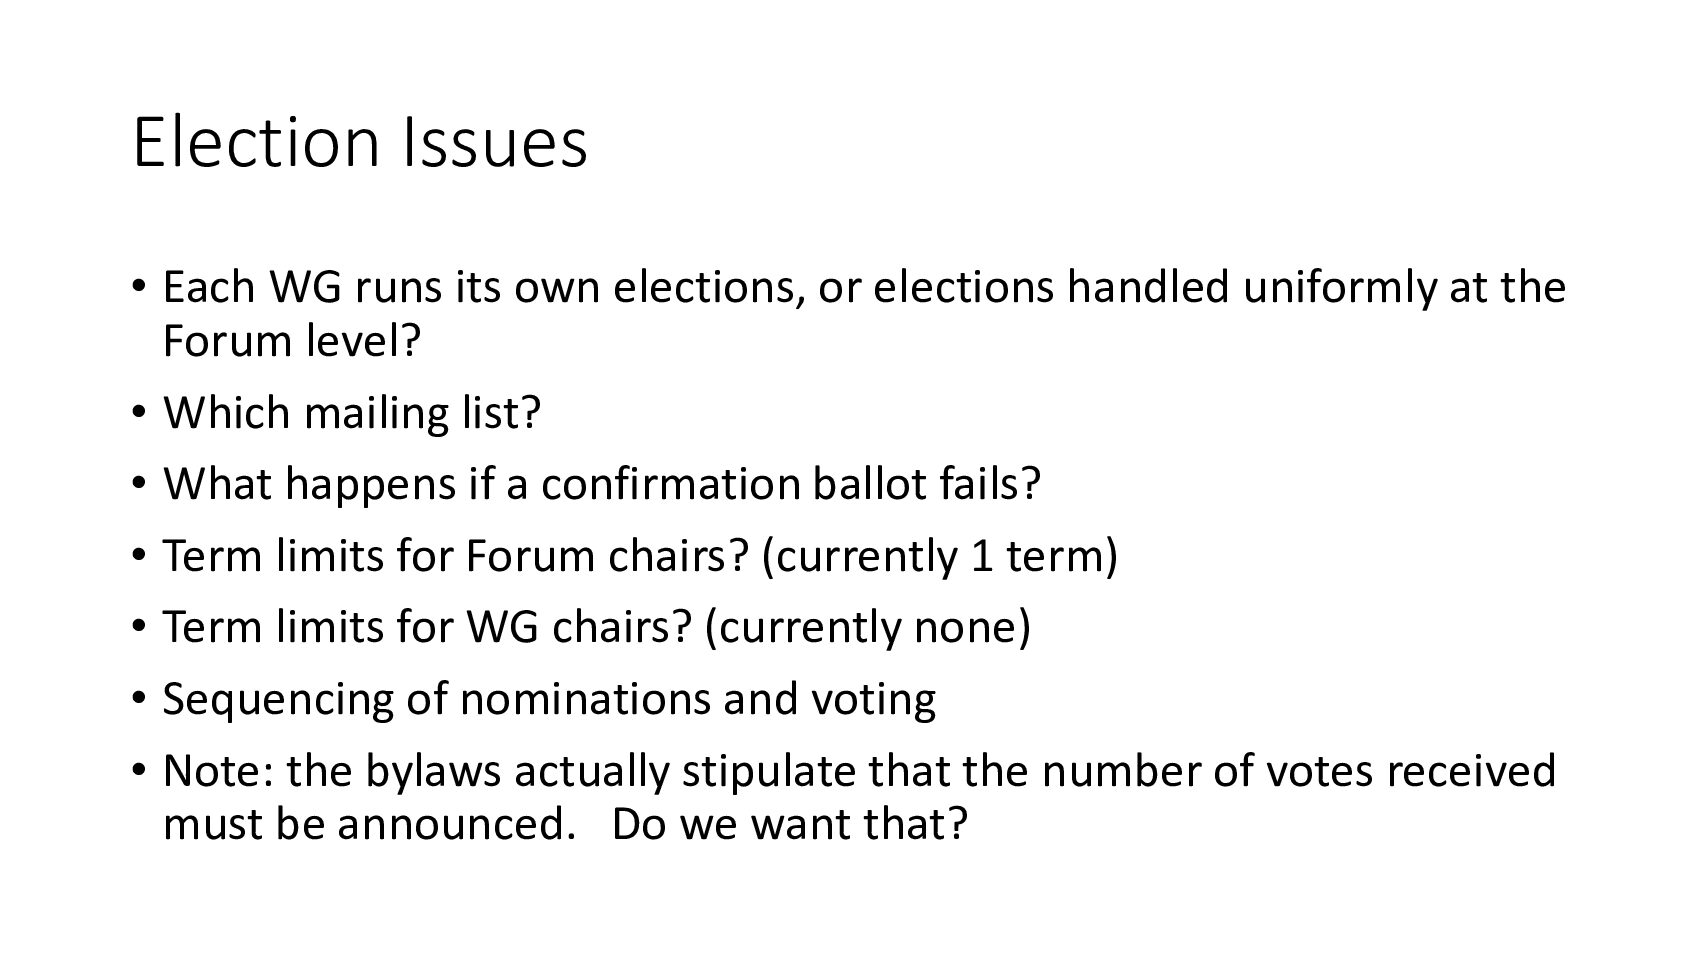 Election Issues
• Each WG runs its own elections, or elections handled uniformly at the
Forum level?
• Which mailing list?
• What happens if a confirmation ballot fails?
• Term limits for Forum chairs? (currently 1 term)
• Term limits for WG chairs? (currently none)
• Sequencing of nominations and voting
• Note: the bylaws actually stipulate that the number of votes received
must be announced.   Do we want that?